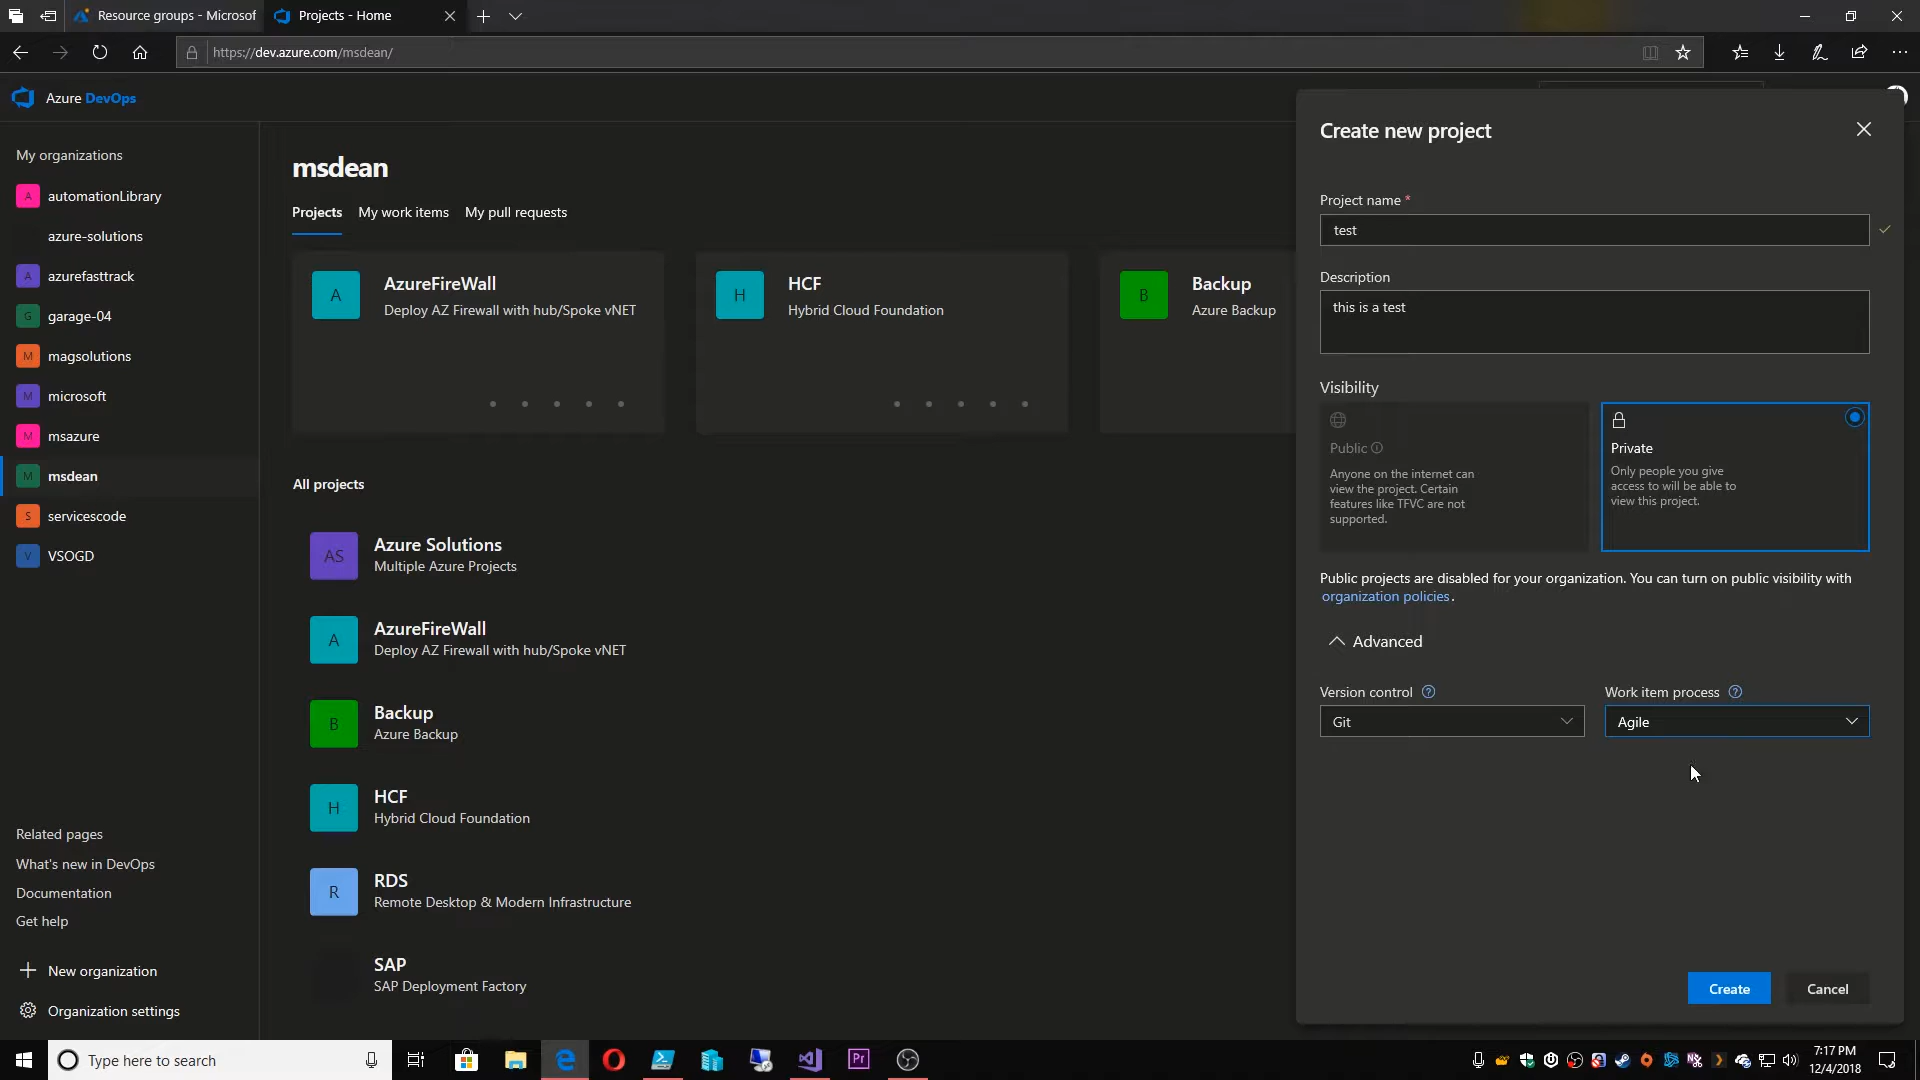 Resource groups - Microsof
Projects - Home
https://dev.azure.com/msdean/
Azure DevOps
My organizations
A automationLibrary
azure-solutions
A azurefasttrack
G garage-04
M magsolutions
M microsoft
M msazure
M msdean
S servicescode
V VSOGD
Related pages
What's new in DevOps
Documentation
Get help
New organization
Organization settings
msdean
Projects My work items My pull requests
A AzureFireWall
Deploy AZ Firewall with hub/Spoke vNET
H HCF
Hybrid Cloud Foundation
B Backup
Azure Backup
All projects
AS Azure Solutions
Multiple Azure Projects
A AzureFireWall
Deploy AZ Firewall with hub/Spoke vNET
B Backup
Azure Backup
H HCF
Hybrid Cloud Foundation
R RDS
Remote Desktop & Modern Infrastructure
SAP
SAP Deployment Factory
Create new project
Project name *
test
Description
this is a test
Visibility
Public
Anyone on the internet can
view the project. Certain
features like TFVC are not
supported.
Private
Only people you give
access to will be able to
view this project.
Public projects are disabled for your organization. You can turn on public visibility with
organization policies.
Advanced
Version control ? Work item process ?
Git Agile
Create Cancel
Type here to search
Pr
7:17 PM
12/4/2018